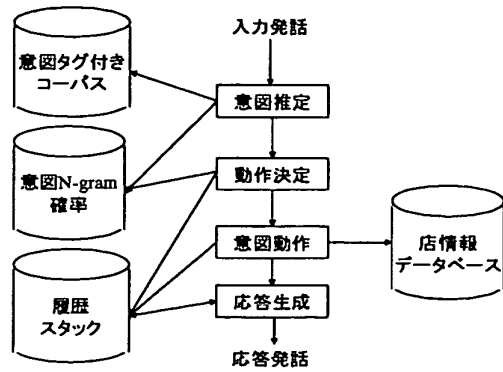 入力発話
意図タグ付き
コーパス
意図推定
意図N-gram
確率
動作決定
意図動作
店情報
データベース
履歴
スタック
応答生成
応答発話